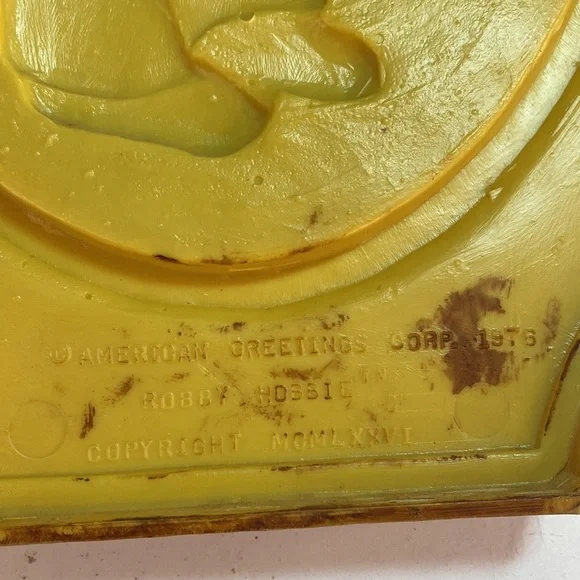 © AMERICAN GREETINGS CORP. 1976
TM
ROBBY HOBBIE
COPYRIGHT MCMLXXVI